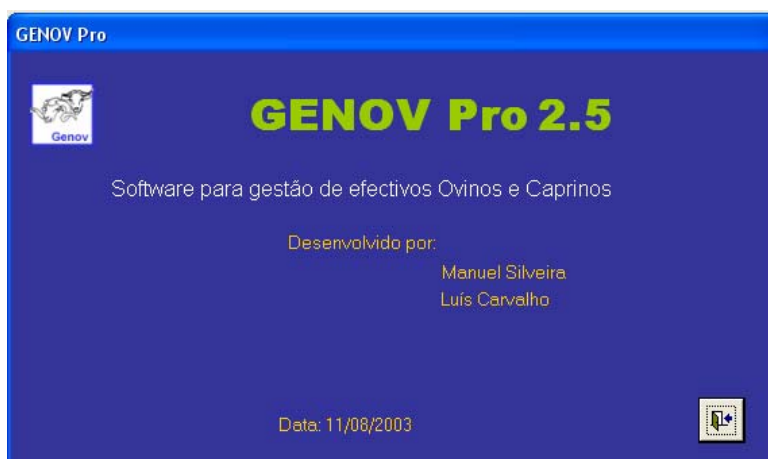 GENOV Pro
Genov
GENOV Pro 2.5
Software para gestão de efectivos Ovinos e Caprinos
Desenvolvido por:
Manuel Silveira
Luís Carvalho
Data: 11/08/2003